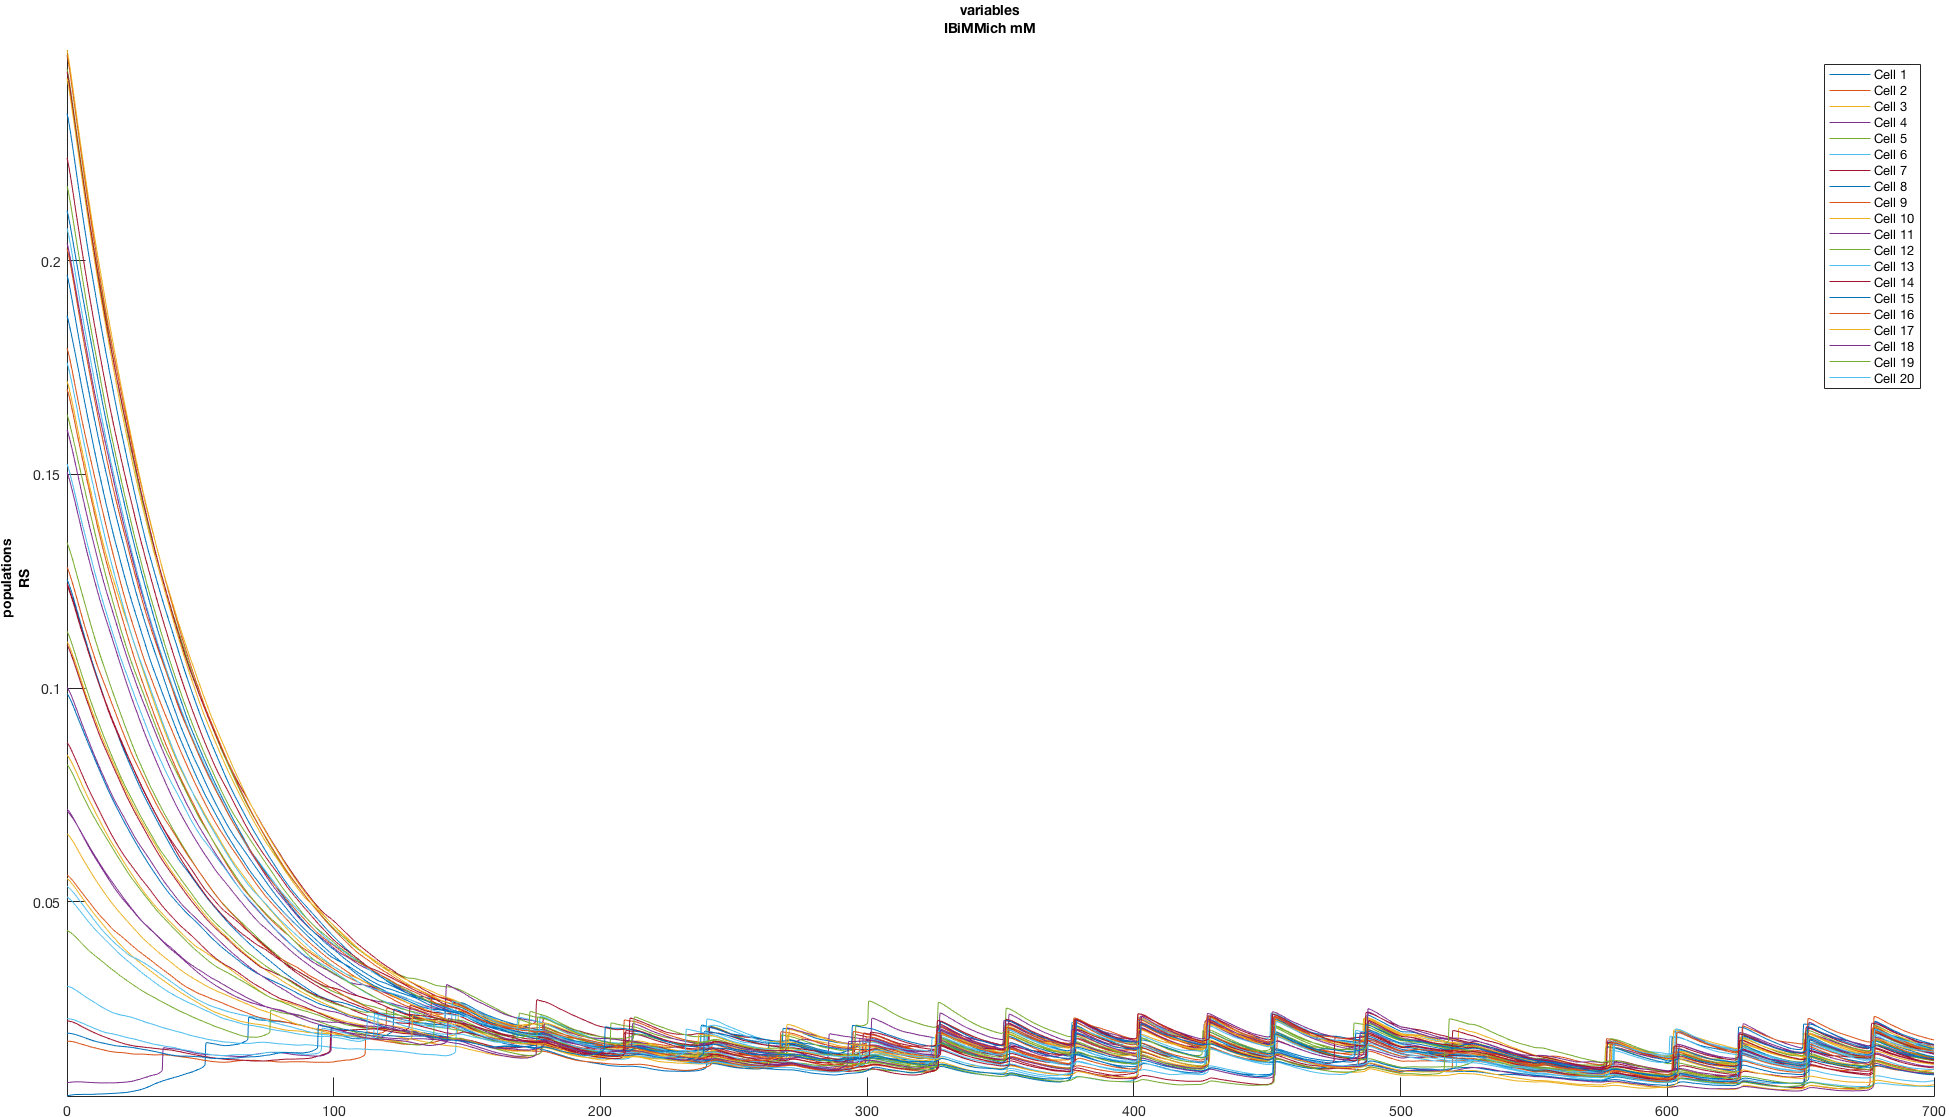 variables
IBiMMich mM
Cell 1
Cell 2
Cell 3
Cell 4
Cell 5
Cell 6
Cell 7
Cell 8
Cell 9
Cell 10
Cell 11
Cell 12
Cell 13
Cell 14
Cell 15
Cell 16
Cell 17
Cell 18
Cell 19
Cell 20
0.2
0.15
0.1
0.05
populations
RS
0 100 200 300 400 500 600 700